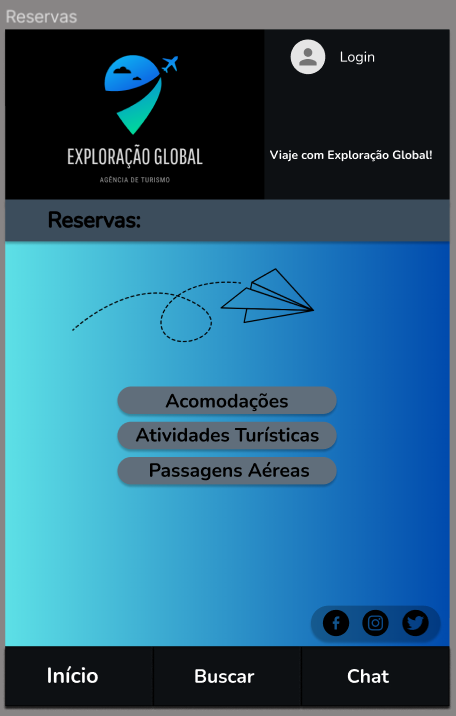 Reservas
Login
EXPLORAÇÃO GLOBAL
AGÊNCIA DE TURISMO
Viaje com Exploração Global!
Reservas:
Acomodações
Atividades Turísticas
Passagens Aéreas
Início
Buscar
Chat